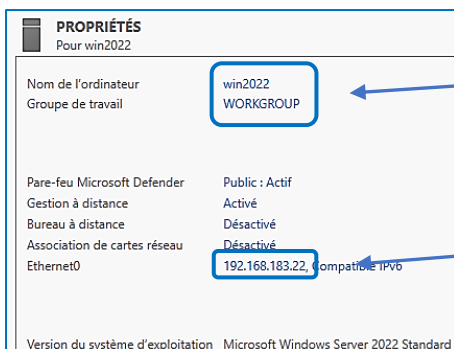 PROPRIÉTÉS
Pour win2022
Nom de l'ordinateur win2022
Groupe de travail WORKGROUP
Pare-feu Microsoft Defender Public : Actif
Gestion à distance Activé
Bureau à distance Désactivé
Association de cartes réseau Désactivé
Ethernet0 192.168.183.22, Compatible IPv6
Version du système d'exploitation Microsoft Windows Server 2022 Standard